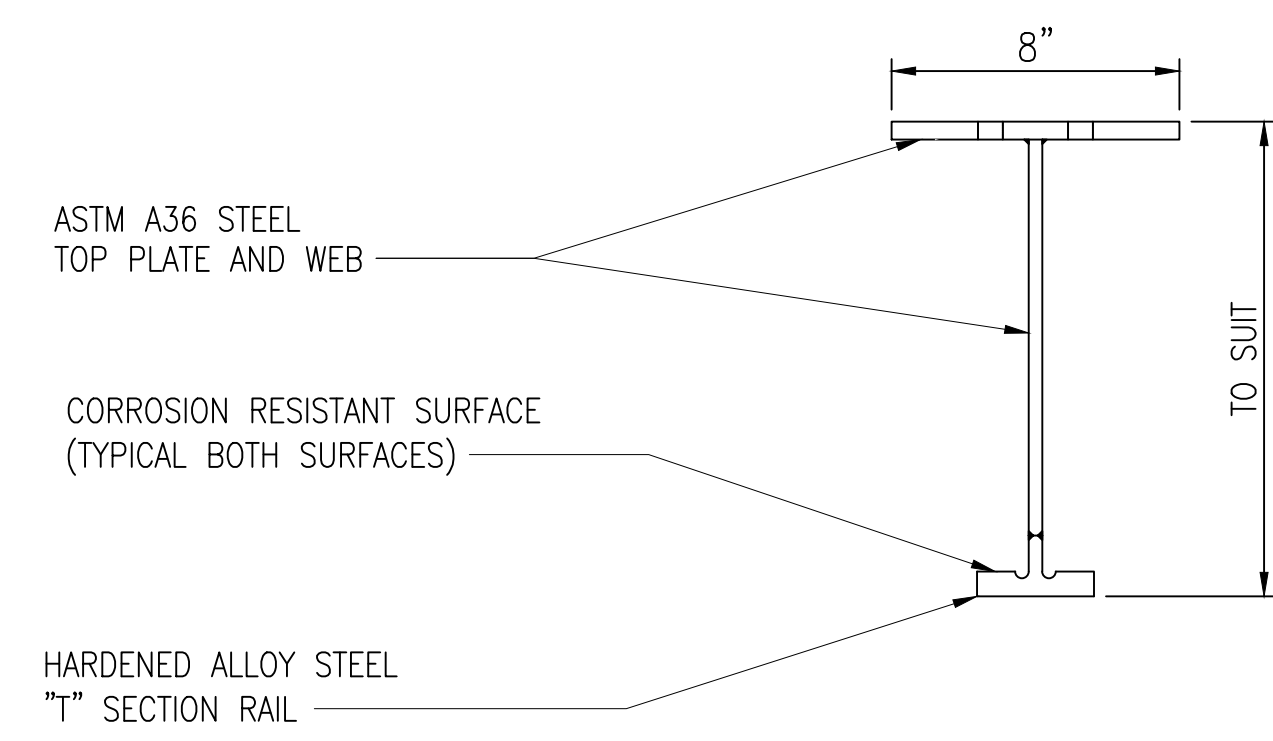 8”
ASTM A36 STEEL
TOP PLATE AND WEB
TO SUIT
CORROSION RESISTANT SURFACE
(TYPICAL BOTH SURFACES)
HARDENED ALLOY STEEL
”T” SECTION RAIL